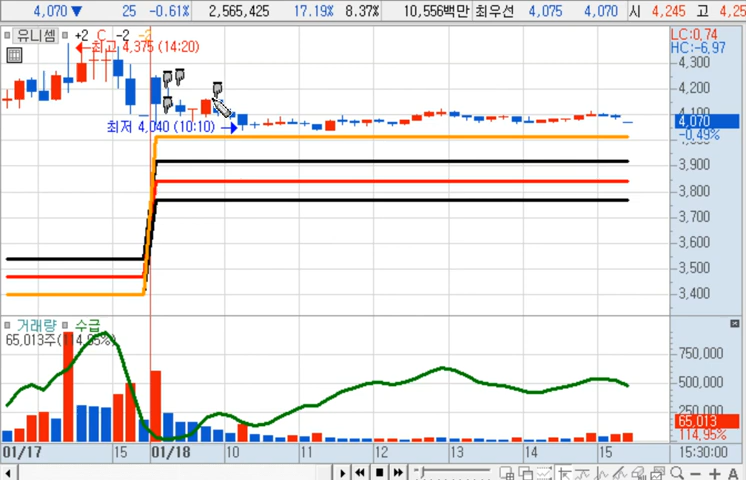 4,070 ▼ 25 -0.61% 2,565,425 17.19% 8.37% 10,556백만 최우선 4,075 4,070 시 4,245 고
유니셈 +2 C -2 -2
LC:0.74
HC:-6.97
최고 4,375 (14:20)
4,300
4,200
4,100
최저 4,040 (10:10)
4,070
-0.49%
3,900
3,800
3,700
3,600
3,500
3,400
거래량 수급
65,013주(114.95%)
750,000
500,000
250,000
65,013
114.95%
01/17 15 01/18 10 11 12 13 14 15 15:30:00
A